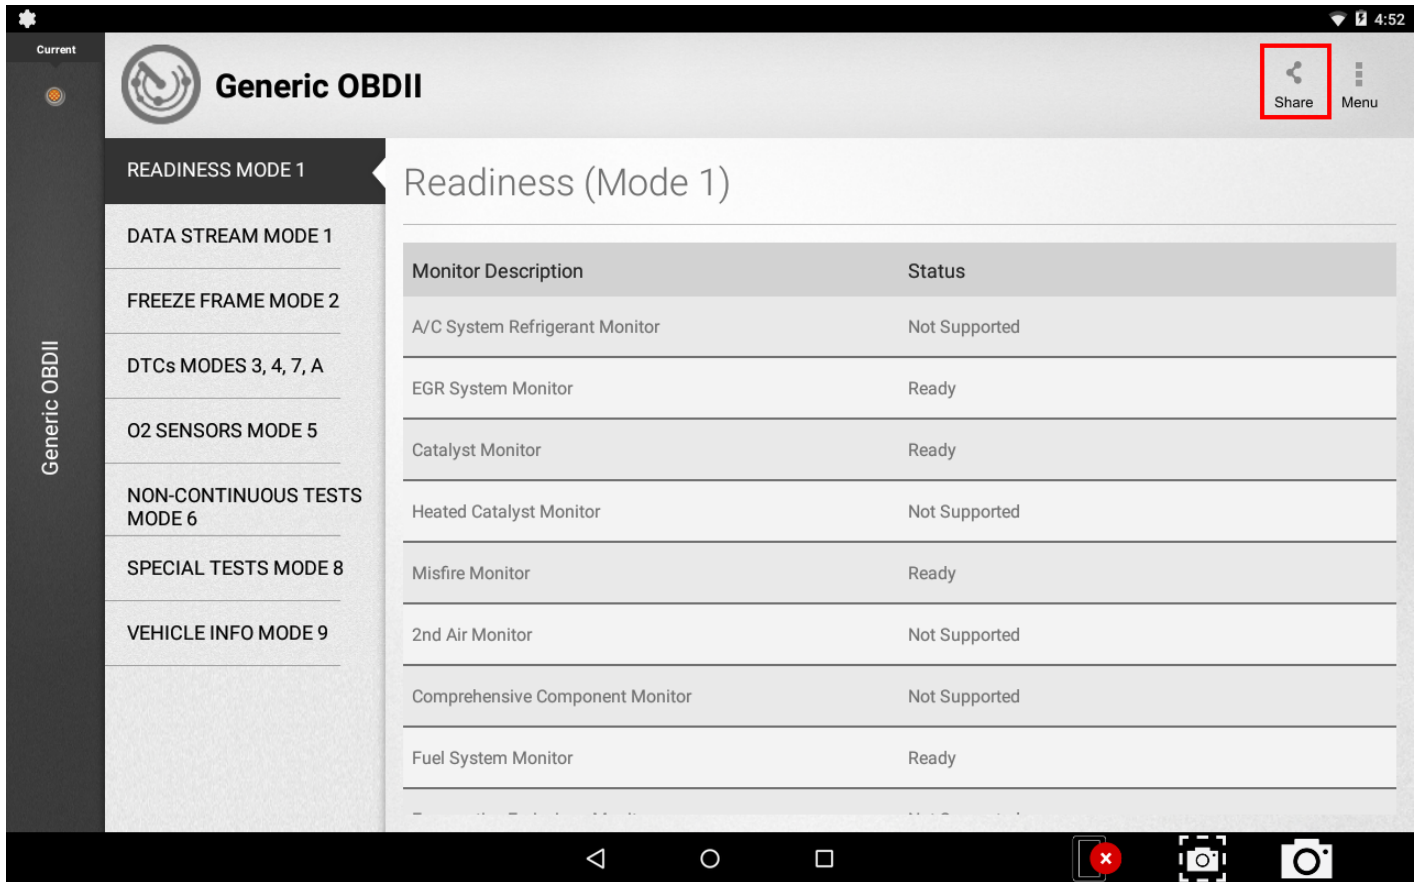 4:52
Current
Generic OBDII
Share
Menu
Generic OBDII
READINESS MODE 1
DATA STREAM MODE 1
FREEZE FRAME MODE 2
DTCs MODES 3, 4, 7, A
O2 SENSORS MODE 5
NON-CONTINUOUS TESTS
MODE 6
SPECIAL TESTS MODE 8
VEHICLE INFO MODE 9
Readiness (Mode 1)
Monitor Description Status
A/C System Refrigerant Monitor Not Supported
EGR System Monitor Ready
Catalyst Monitor Ready
Heated Catalyst Monitor Not Supported
Misfire Monitor Ready
2nd Air Monitor Not Supported
Comprehensive Component Monitor Not Supported
Fuel System Monitor Ready